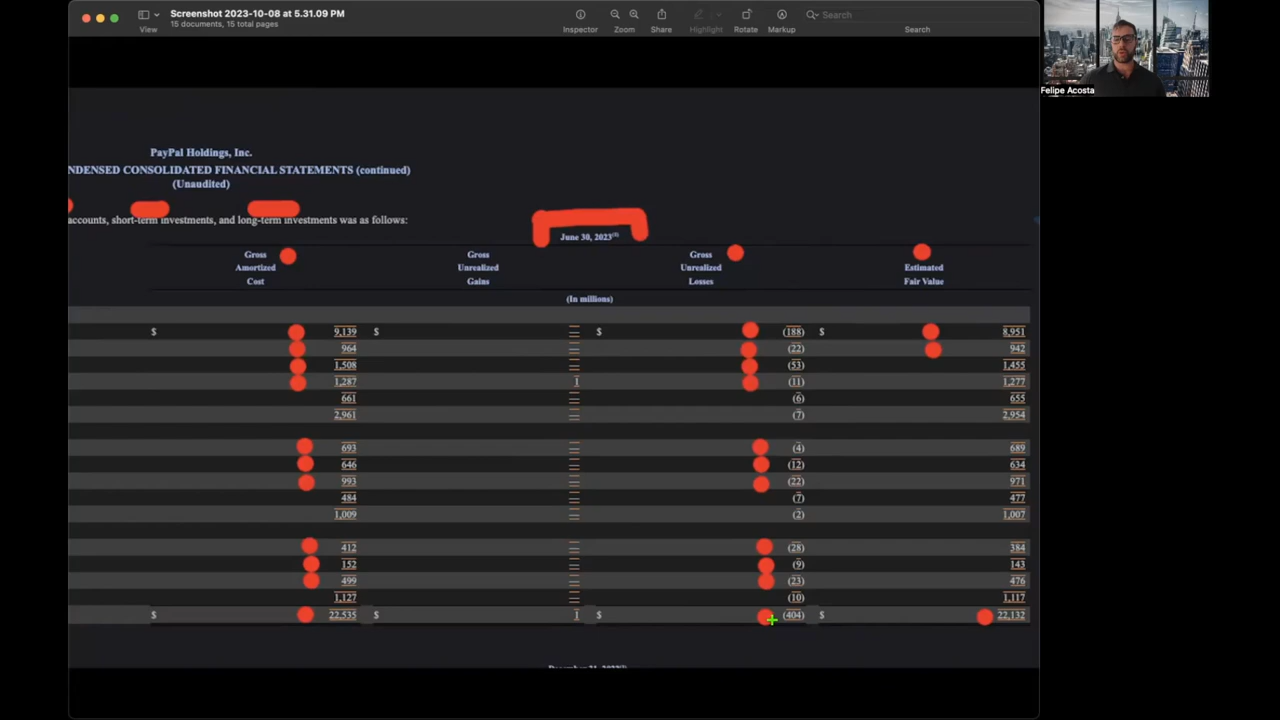 Screenshot 2023-10-08 at 5.31.09 PM
15 documents, 15 total pages
View
Inspector
Zoom
Share
Highlight
Rotate
Markup
Search
Search
Felipe Acosta
PayPal Holdings, Inc.
NDENSED CONSOLIDATED FINANCIAL STATEMENTS (continued)
(Unaudited)
accounts, short-term investments, and long-term investments was as follows:
June 30, 2023(1)
Gross Gross Gross Estimated
Amortized Unrealized Unrealized Fair Value
Cost Gains Losses
(In millions)
$ 9,139 $ — $ (188) $ 8,951
964 — (22) 942
1,508 — (53) 1,455
1,287 1 (11) 1,277
661 — (6) 655
2,961 — (7) 2,954
693 — (4) 689
646 — (12) 634
993 — (22) 971
484 — (7) 477
1,009 — (2) 1,007
412 — (28) 384
152 — (9) 143
499 — (23) 476
1,127 — (10) 1,117
$ 22,535 $ 1 $ (404) $ 22,132